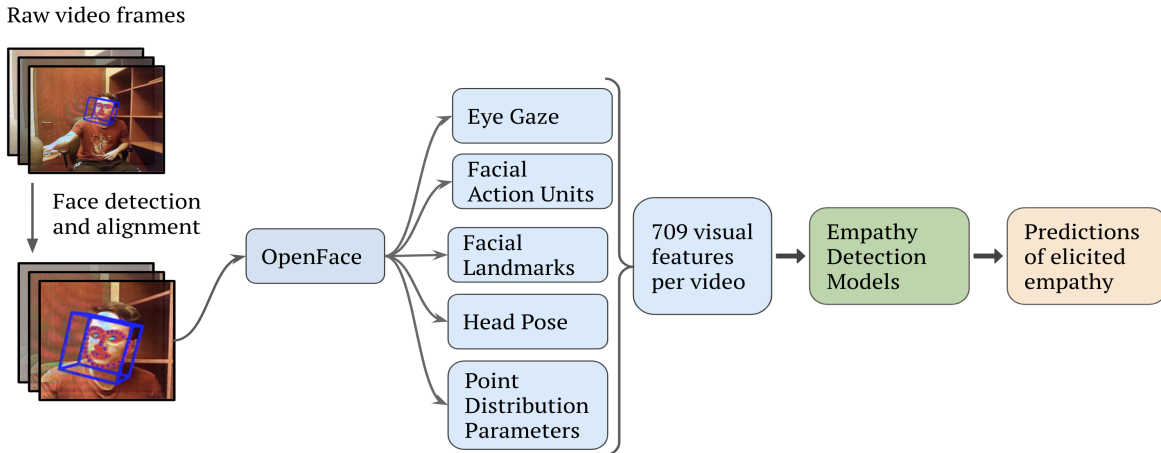 Raw video frames
Face detection
and alignment
OpenFace
Eye Gaze
Facial
Action Units
Facial
Landmarks
Head Pose
Point
Distribution
Parameters
709 visual
features
per video
Empathy
Detection
Models
Predictions
of elicited
empathy